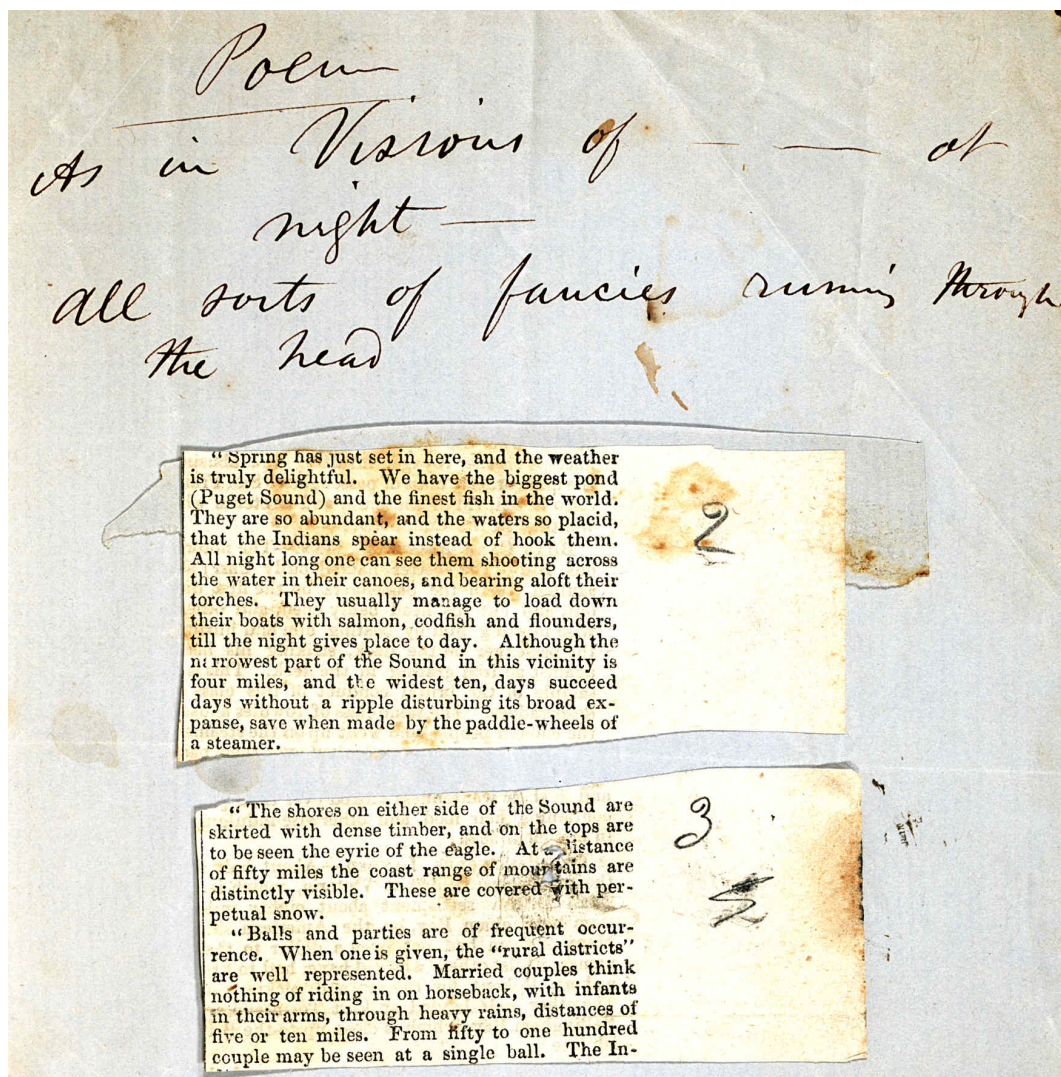 Poem
As in Visions of — — at
night —
All sorts of fancies running through
the head
"Spring has just set in here, and the weather
is truly delightful. We have the biggest pond
(Puget Sound) and the finest fish in the world.
They are so abundant, and the waters so placid,
that the Indians spear instead of hook them.
All night long one can see them shooting across
the water in their canoes, and bearing aloft their
torches. They usually manage to load down
their boats with salmon, codfish and flounders,
till the night gives place to day. Although the
narrowest part of the Sound in this vicinity is
four miles, and the widest ten, days succeed
days without a ripple disturbing its broad ex-
panse, save when made by the paddle-wheels of
a steamer.
2
"The shores on either side of the Sound are
skirted with dense timber, and on the tops are
to be seen the eyrie of the eagle. At a distance
of fifty miles the coast range of mountains are
distinctly visible. These are covered with per-
petual snow.
"Balls and parties are of frequent occur-
rence. When one is given, the "rural districts"
are well represented. Married couples think
nothing of riding in on horseback, with infants
in their arms, through heavy rains, distances of
five or ten miles. From fifty to one hundred
couple may be seen at a single ball. The In-
3